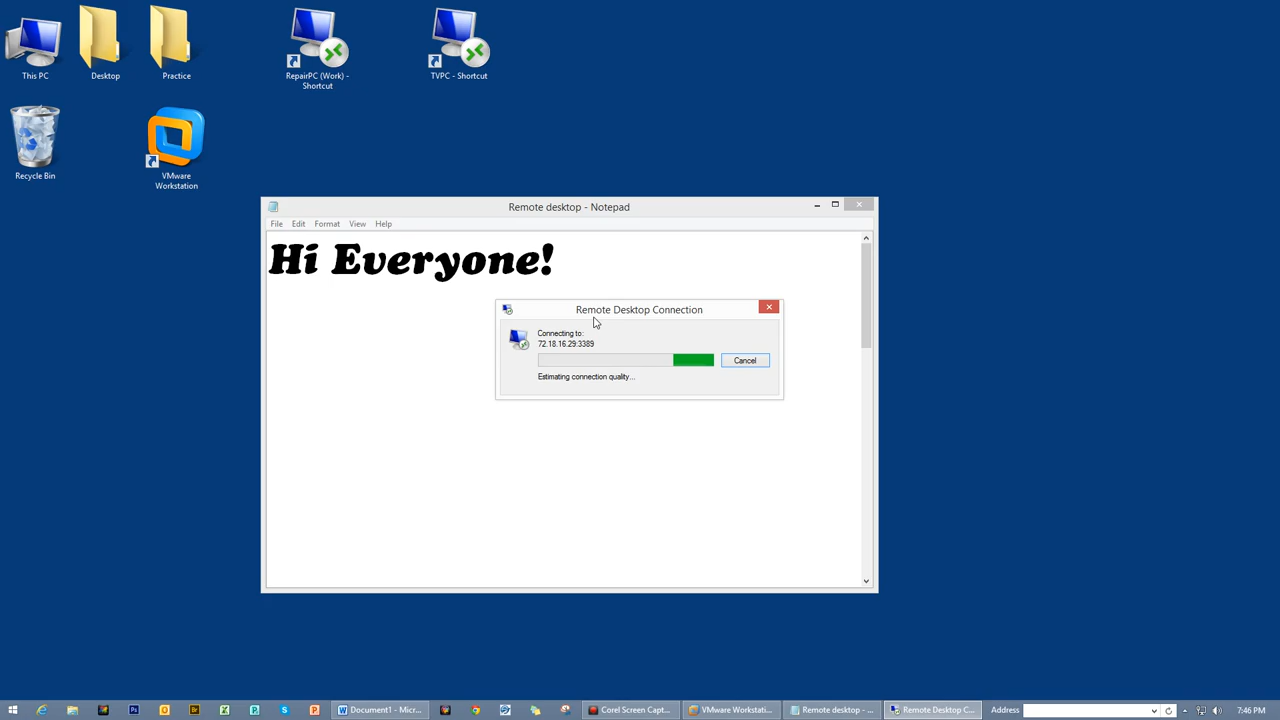 This PC
Desktop
Practice
RepairPC (Work) -
Shortcut
TVPC - Shortcut
Recycle Bin
VMware
Workstation
Remote desktop - Notepad
File Edit Format View Help
Hi Everyone!
Remote Desktop Connection
Connecting to:
72.18.16.29:3389
Cancel
Estimating connection quality...
Document1 - Micr...
Corel Screen Capt...
VMware Workstatio...
Remote desktop - ...
Remote Desktop C...
Address
7:46 PM